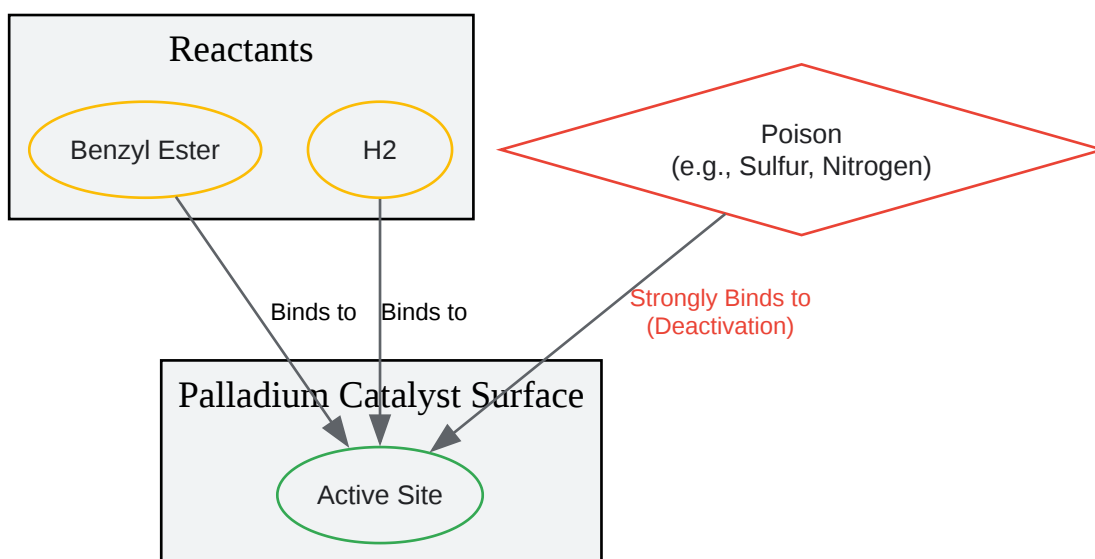 Reactants
Benzyl Ester
H2
Poison
(e.g., Sulfur, Nitrogen)
Binds to
Binds to
Strongly Binds to
(Deactivation)
Palladium Catalyst Surface
Active Site